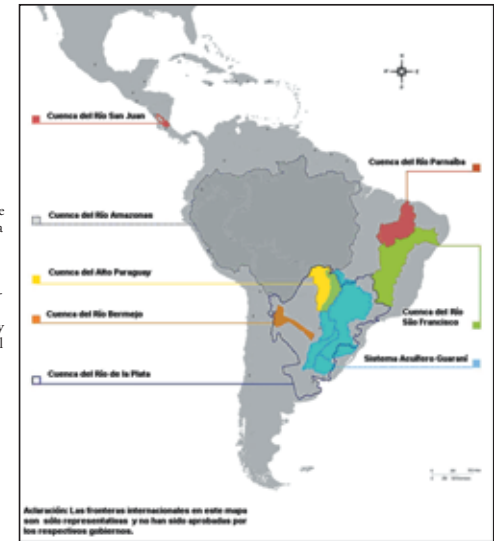 Cuenca del Río San Juan
Cuenca del Río Parnaíba
Cuenca del Río Amazonas
Cuenca del Alto Paraguay
Cuenca del Río Bermejo
Cuenca del Río
São Francisco
Sistema Acuífero Guaraní
Cuenca del Río de la Plata
Aclaración: Las fronteras internacionales en este mapa
son sólo representativas y no han sido aprobadas por
los respectivos gobiernos.